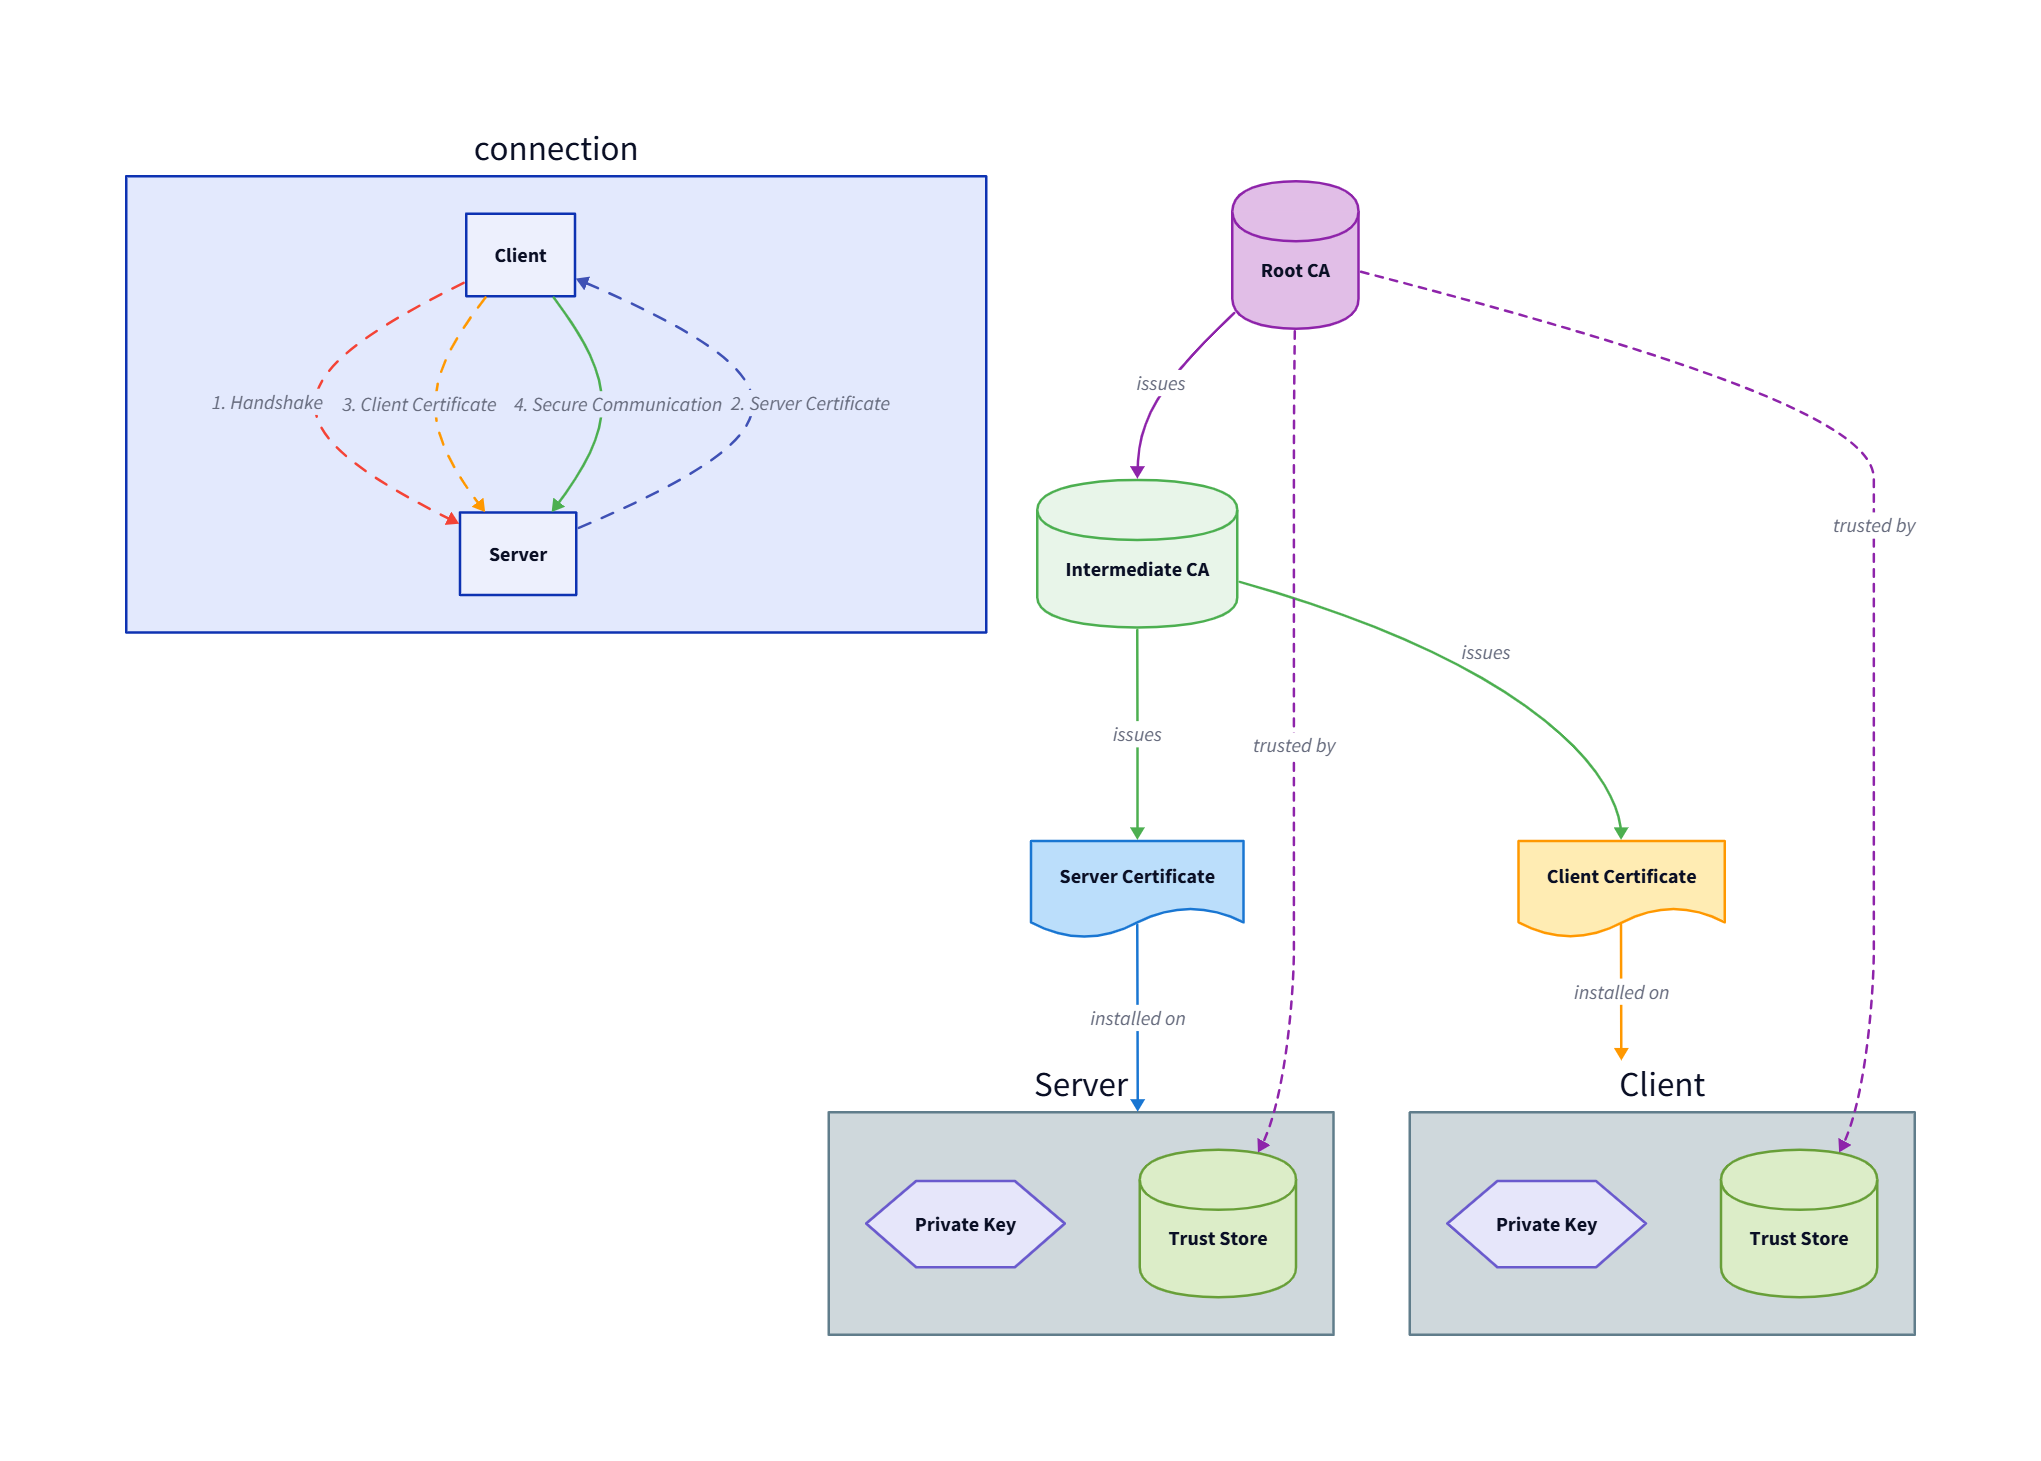 connection
Client
1. Handshake
3. Client Certificate
4. Secure Communication
2. Server Certificate
Server
Root CA
issues
trusted by
Intermediate CA
issues
issues
trusted by
Server Certificate
Client Certificate
installed on
installed on
Server
Client
Private Key
Trust Store
Private Key
Trust Store